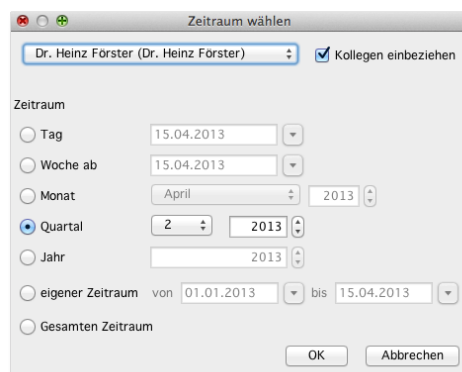 Zeitraum wählen
Dr. Heinz Förster (Dr. Heinz Förster) Kollegen einbeziehen
Zeitraum
Tag 15.04.2013
Woche ab 15.04.2013
Monat April 2013
Quartal 2 2013
Jahr 2013
eigener Zeitraum von 01.01.2013 bis 15.04.2013
Gesamten Zeitraum
OK Abbrechen